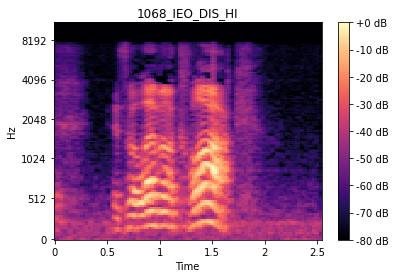 1068_IEO_DIS_HI
+0 dB
8192
-10 dB
4096
-20 dB
-30 dB
2048
-40 dB
Hz
1024
-50 dB
512
-60 dB
-70 dB
0
-80 dB
0
0.5
1
1.5
2
2.5
Time